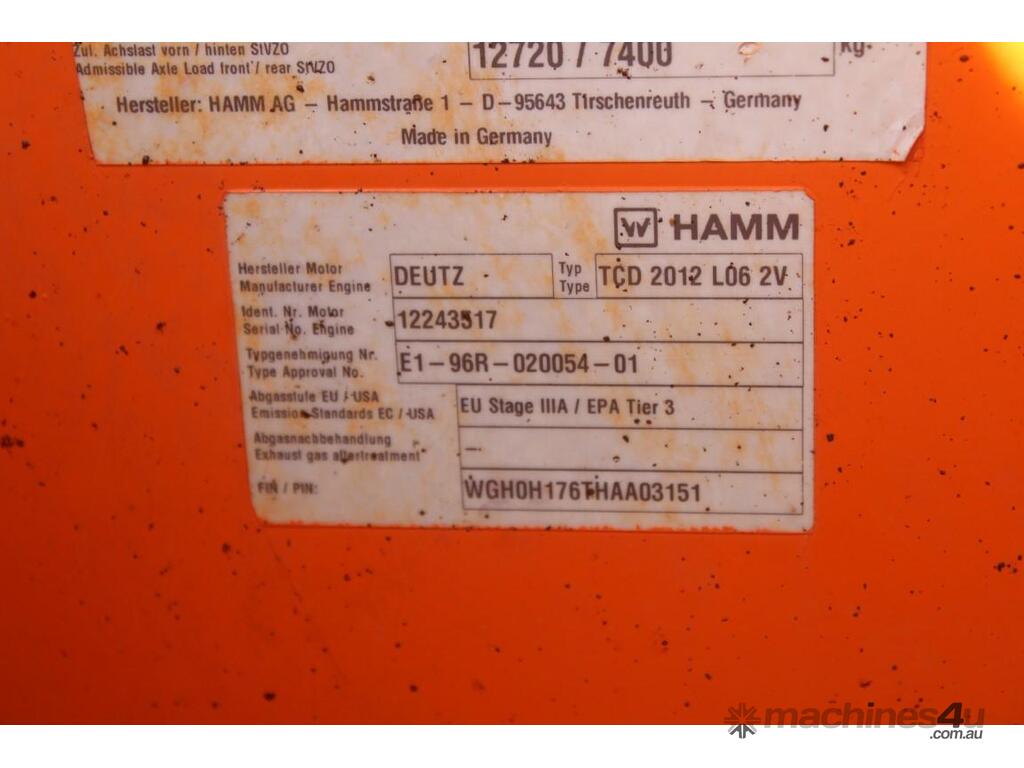 Zul. Achslast vorn / hinten StVZO 12720 / 7400 kg
Admissible Axle Load front / rear StVZO
Hersteller: HAMM AG – Hammstraße 1 – D-95643 Tirschenreuth – Germany
Made in Germany
HAMM
Hersteller Motor
Manufacturer Engine
DEUTZ
Typ
Type
TCD 2012 L06 2V
Ident. Nr. Motor
Serial No. Engine
12243517
Typgenehmigung Nr.
Type Approval No.
E1-96R-020054-01
Abgasstufe EU / USA
Emission Standards EC / USA
EU Stage IIIA / EPA Tier 3
Abgasnachbehandlung
Exhaust gas aftertreatment
–
FIN / PIN:
WGH0H176THAA03151
machines4u
.com.au